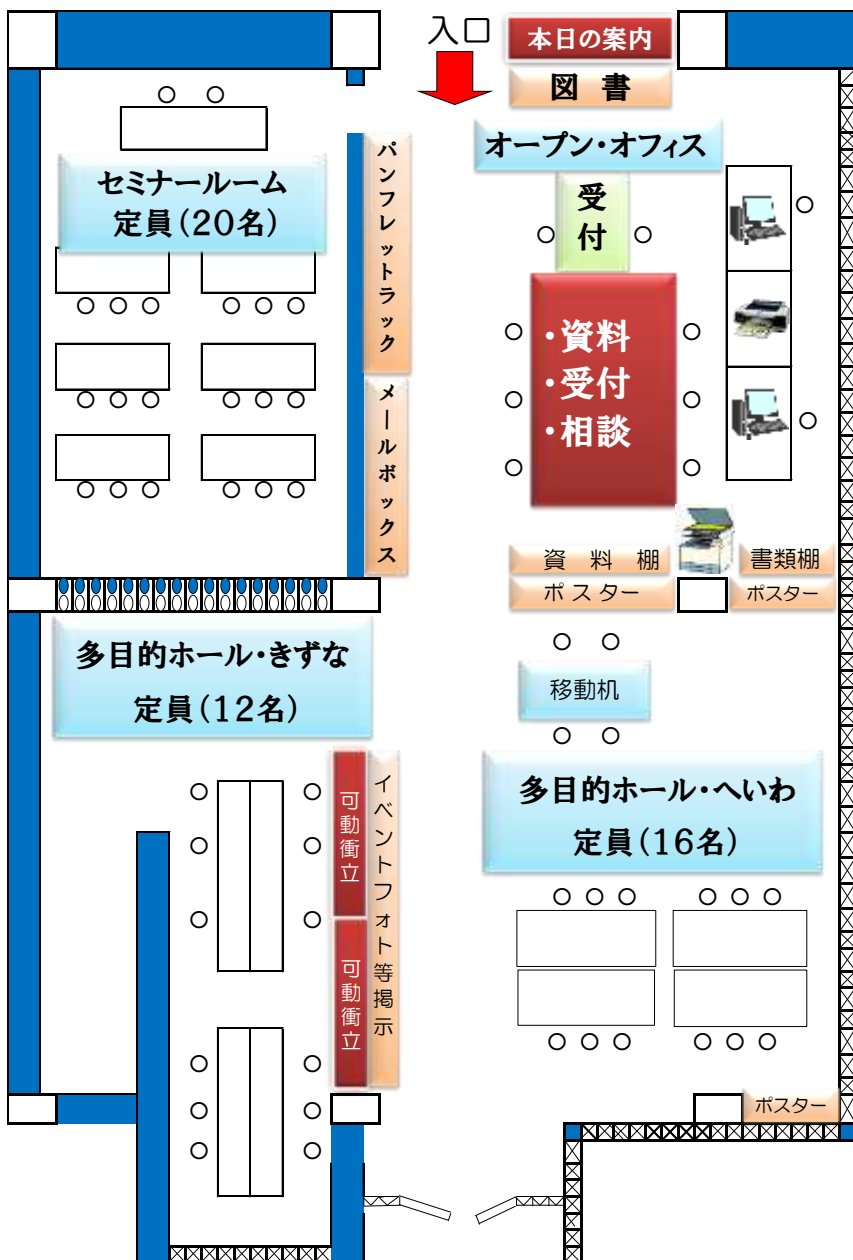 入口
本日の案内
図 書
オープン・オフィス
セミナールーム
定員(20名)
パンフレットラック
受付
・資料
・受付
・相談
メールボックス
資 料 棚
書類棚
ポスター
ポスター
多目的ホール・きずな
定員(12名)
移動机
多目的ホール・へいわ
定員(16名)
可動衝立
イベントフォト等掲示
可動衝立
ポスター